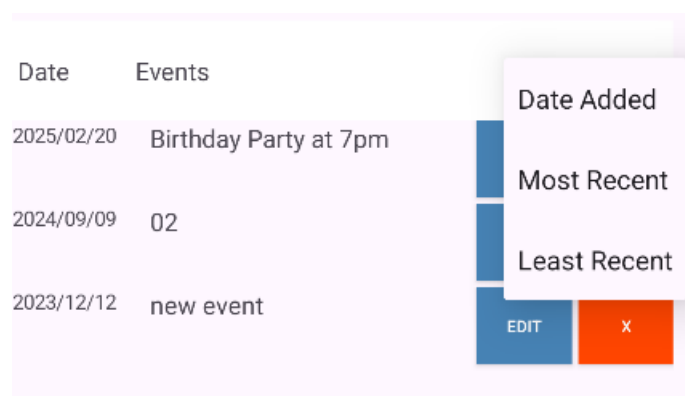 Date Events
Date Added
2025/02/20 Birthday Party at 7pm
Most Recent
2024/09/09 02
Least Recent
2023/12/12 new event
EDIT X